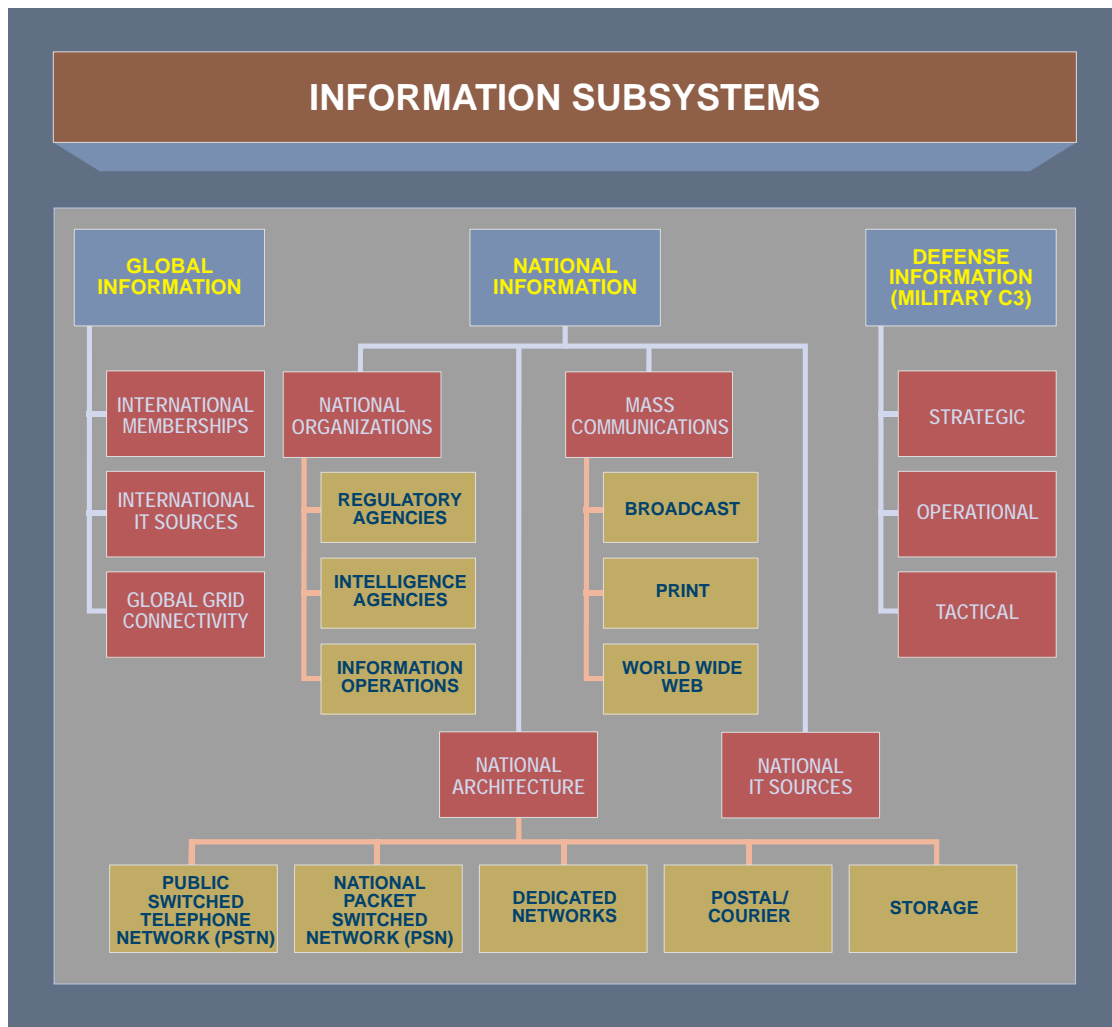 INFORMATION SUBSYSTEMS
GLOBAL
INFORMATION
NATIONAL
INFORMATION
DEFENSE
INFORMATION
(MILITARY C3)
INTERNATIONAL
MEMBERSHIPS
INTERNATIONAL
IT SOURCES
GLOBAL GRID
CONNECTIVITY
NATIONAL
ORGANIZATIONS
REGULATORY
AGENCIES
INTELLIGENCE
AGENCIES
INFORMATION
OPERATIONS
MASS
COMMUNICATIONS
BROADCAST
PRINT
WORLD WIDE
WEB
STRATEGIC
OPERATIONAL
TACTICAL
NATIONAL
ARCHITECTURE
NATIONAL
IT SOURCES
PUBLIC
SWITCHED
TELEPHONE
NETWORK (PSTN)
NATIONAL
PACKET
SWITCHED
NETWORK (PSN)
DEDICATED
NETWORKS
POSTAL/
COURIER
STORAGE